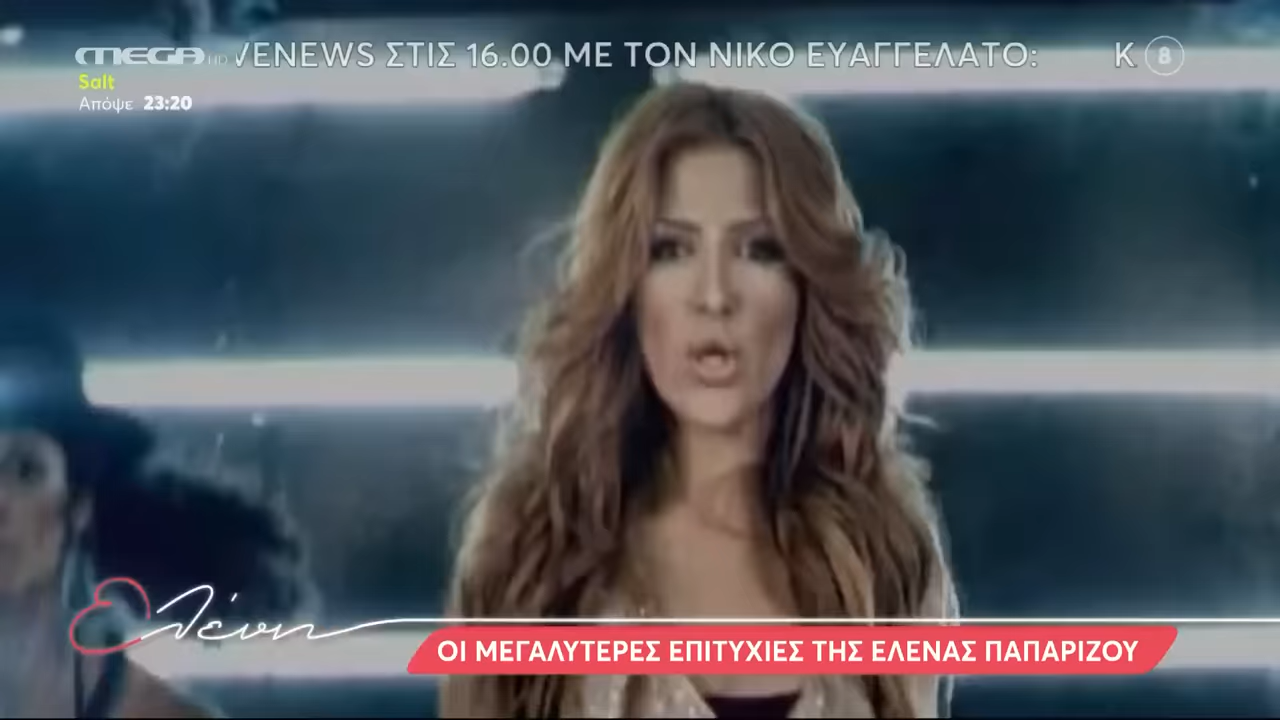 MEGA HD VENEWS ΣΤΙΣ 16.00 ΜΕ ΤΟΝ ΝΙΚΟ ΕΥΑΓΓΕΛΑΤΟ: Κ 8
Salt
Απόψε 23:20
Ελένη
ΟΙ ΜΕΓΑΛΥΤΕΡΕΣ ΕΠΙΤΥΧΙΕΣ ΤΗΣ ΕΛΕΝΑΣ ΠΑΠΑΡΙΖΟΥ